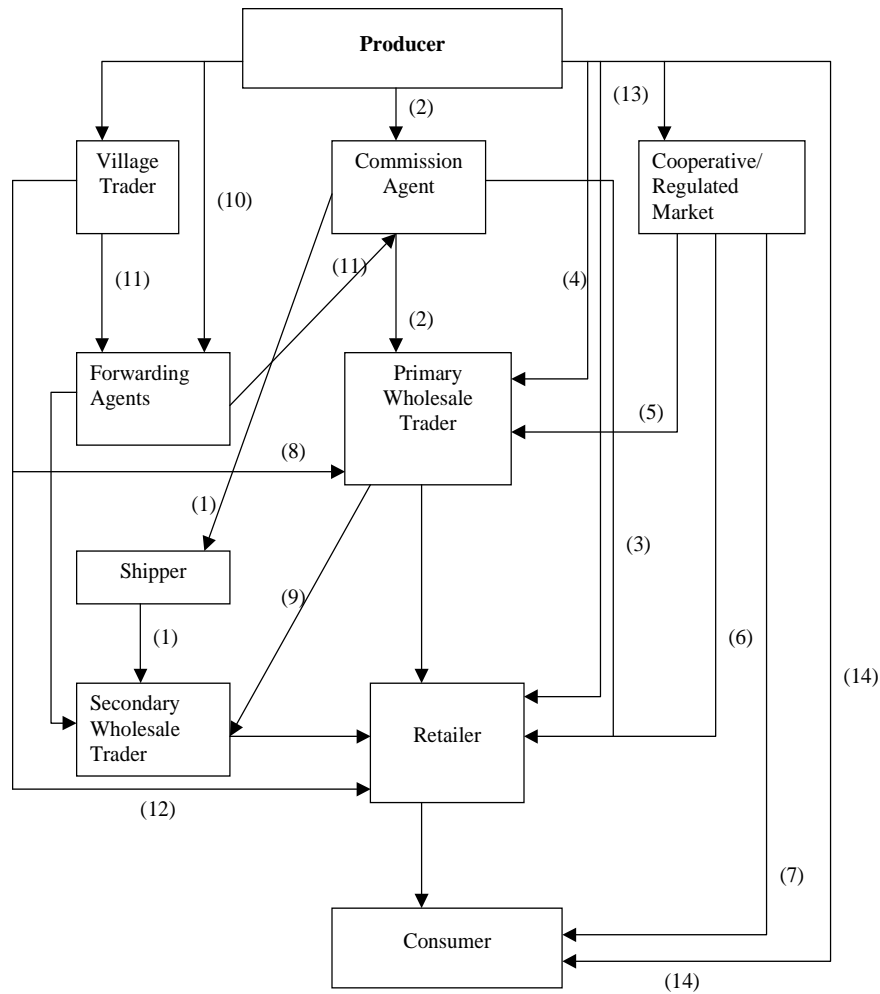 Producer
(2)
(13)
Village
Trader
Commission
Agent
Cooperative/
Regulated
Market
(10)
(11)
(11)
(4)
(2)
Forwarding
Agents
Primary
Wholesale
Trader
(5)
(8)
(1)
(3)
Shipper
(9)
(1)
(6)
(14)
Secondary
Wholesale
Trader
Retailer
(12)
(7)
Consumer
(14)